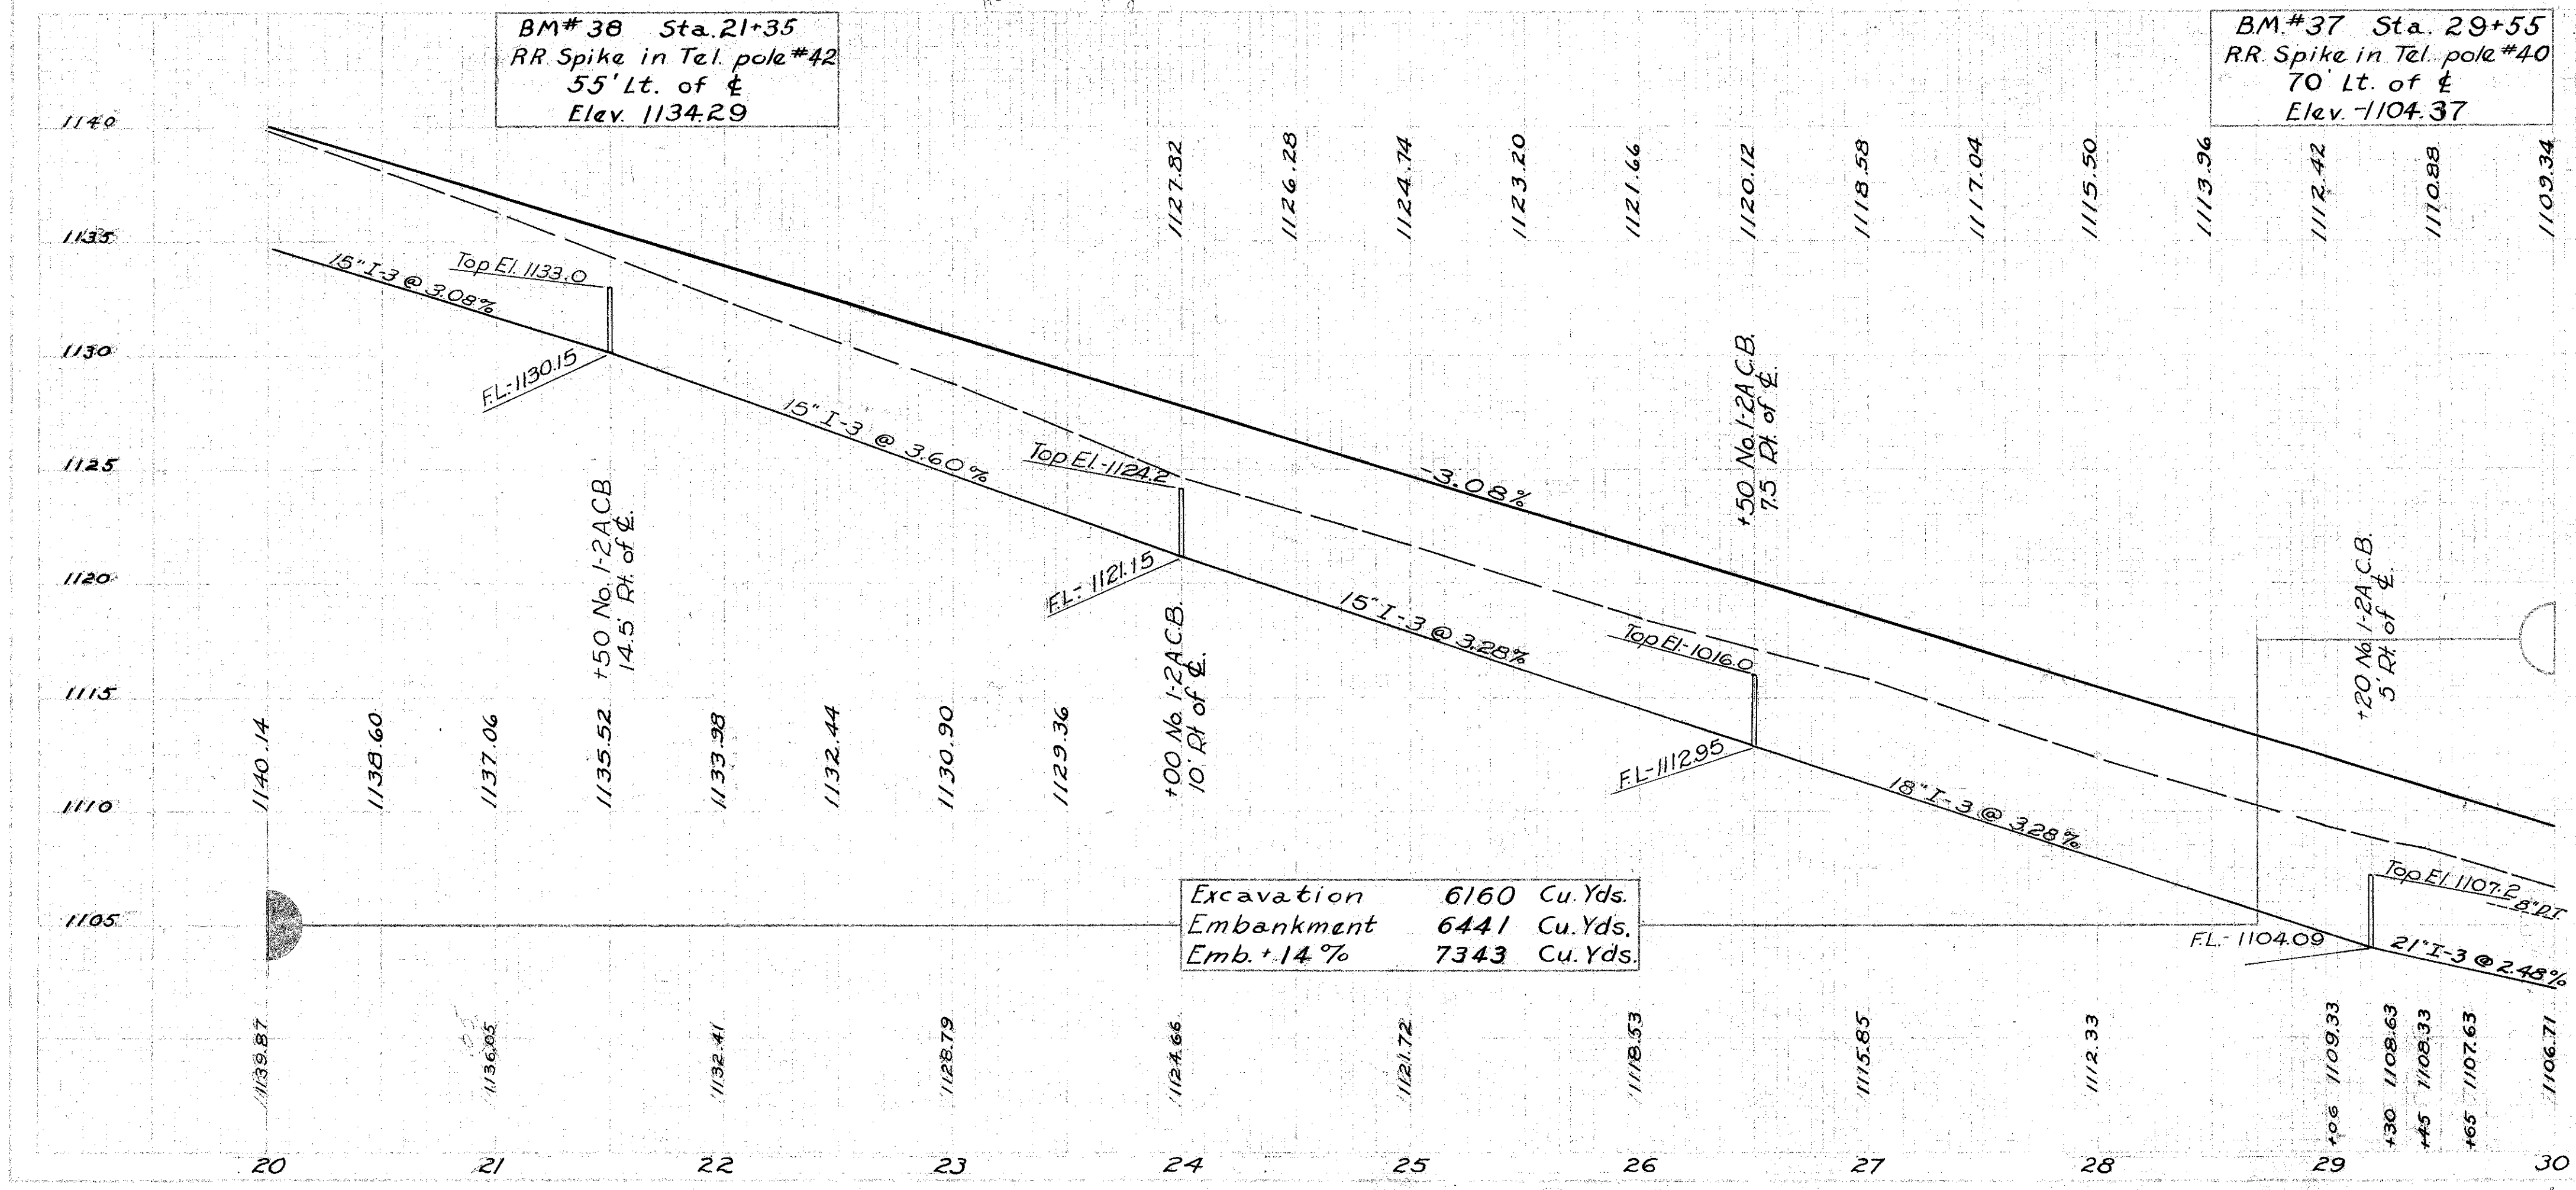 BM# 38 Sta. 21+35
RR. Spike in Tel. pole #42
55' Lt. of ℄
Elev. 1134.29
B.M. #37 Sta. 29+55
R.R. Spike in Tel. pole #40
70' Lt. of ℄
Elev. -1104.37
1140
1135
1130
1125
1120
1115
1110
1105
1127.82
1126.28
1124.74
1123.20
1121.66
1120.12
1118.58
1117.04
1115.50
1113.96
1112.42
1110.88
1109.34
15" I-3 @ 3.08%
Top El. 1133.0
F.L.-1130.15
15" I-3 @ 3.60%
Top El.-1124.2
F.L.- 1121.15
-3.08%
15" I-3 @ 3.28%
Top El.-1016.0
F.L-1112.95
18" I-3 @ 3.28%
Top El. 1107.2
8" D.T.
F.L.- 1104.09
21" I-3 @ 2.48%
+50 No. 1-2A C.B.
14.5' Rt. of ℄.
+00 No. 1-2A C.B.
10' Rt of ℄.
+50 No. 1-2A C.B.
7.5 Rt. of ℄.
+20 No. 1-2A C.B.
5' Rt. of ℄.
1140.14
1138.60
1137.06
1135.52
1133.98
1132.44
1130.90
1129.36
Excavation 6160 Cu. Yds.
Embankment 6441 Cu. Yds.
Emb. + 14% 7343 Cu. Yds.
1139.87
1136.05
1132.41
1128.79
1124.66
1121.72
1118.53
1115.85
1112.33
+06 1109.33
+30 1108.63
+45 1108.33
+65 1107.63
1106.71
20
21
22
23
24
25
26
27
28
29
30